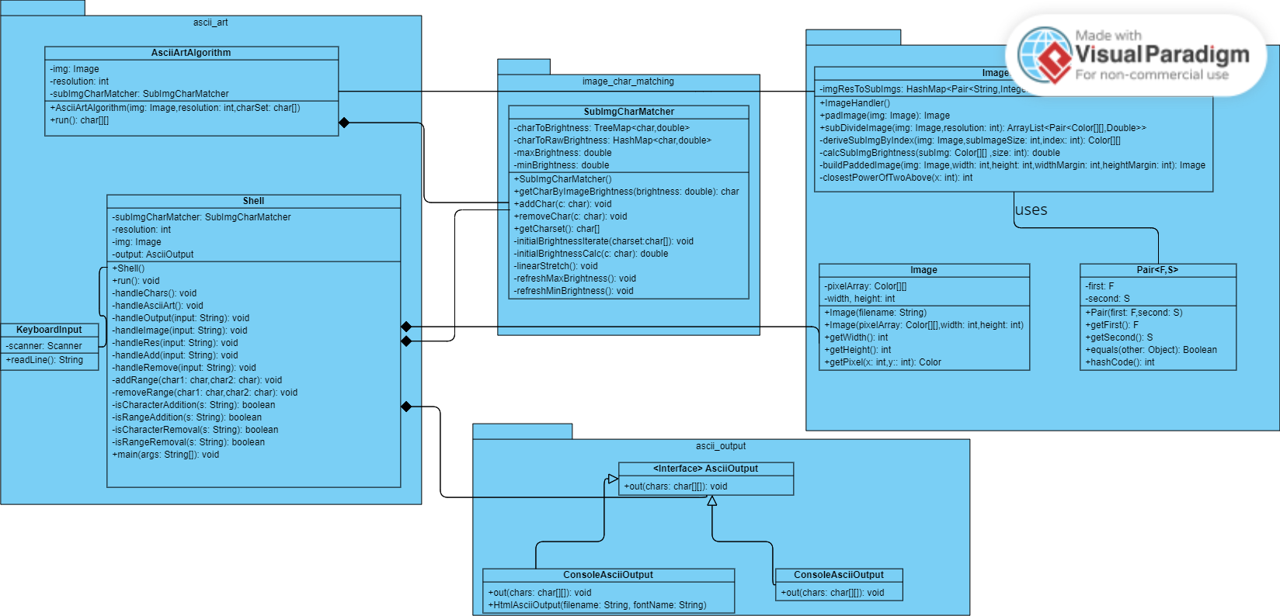 ascii_art
AsciiArtAlgorithm
-img: Image
-resolution: int
-subImgCharMatcher: SubImgCharMatcher
+AsciiArtAlgorithm(img: Image,resolution: int,charSet: char[])
+run(): char[][]
Shell
-subImgCharMatcher: SubImgCharMatcher
-resolution: int
-img: Image
-output: AsciiOutput
+Shell()
+run(): void
-handleChars(): void
-handleAsciiArt(): void
-handleOutput(input: String): void
-handleImage(input: String): void
-handleRes(input: String): void
-handleAdd(input: String): void
-handleRemove(input: String): void
-addRange(char1: char,char2: char): void
-removeRange(char1: char,char2: char): void
-isCharacterAddition(s: String): boolean
-isRangeAddition(s: String): boolean
-isCharacterRemoval(s: String): boolean
-isRangeRemoval(s: String): boolean
+main(args: String[]): void
KeyboardInput
-scanner: Scanner
+readLine(): String
image_char_matching
SubImgCharMatcher
-charToBrightness: TreeMap<char,double>
-charToRawBrightness: HashMap<char,double>
-maxBrightness: double
-minBrightness: double
+SubImgCharMatcher()
+getCharByImageBrightness(brightness: double): char
+addChar(c: char): void
+removeChar(c: char): void
+getCharset(): char[]
-initialBrightnessIterate(charset:char[]): void
-initialBrightnessCalc(c: char): double
-linearStretch(): void
-refreshMaxBrightness(): void
-refreshMinBrightness(): void
Made with
VisualParadigm
For non-commercial use
Image
-imgResToSubImgs: HashMap<Pair<String,Intege
+ImageHandler()
+padImage(img: Image): Image
+subDivideImage(img: Image,resolution: int): ArrayList<Pair<Color[][],Double>>
-deriveSubImgByIndex(img: Image,subImageSize: int,index: int): Color[][]
-calcSubImgBrightness(subImg: Color[][] ,size: int): double
-buildPaddedImage(img: Image,width: int,height: int,widthMargin: int,heightMargin: int): Image
-closestPowerOfTwoAbove(x: int): int
uses
Image
-pixelArray: Color[][]
-width, height: int
+Image(filename: String)
+Image(pixelArray: Color[][],width: int,height: int)
+getWidth(): int
+getHeight(): int
+getPixel(x: int,y:: int): Color
Pair<F,S>
-first: F
-second: S
+Pair(first: F,second: S)
+getFirst(): F
+getSecond(): S
+equals(other: Object): Boolean
+hashCode(): int
ascii_output
<Interface> AsciiOutput
+out(chars: char[][]): void
ConsoleAsciiOutput
+out(chars: char[][]): void
+HtmlAsciiOutput(filename: String, fontName: String)
ConsoleAsciiOutput
+out(chars: char[][]): void